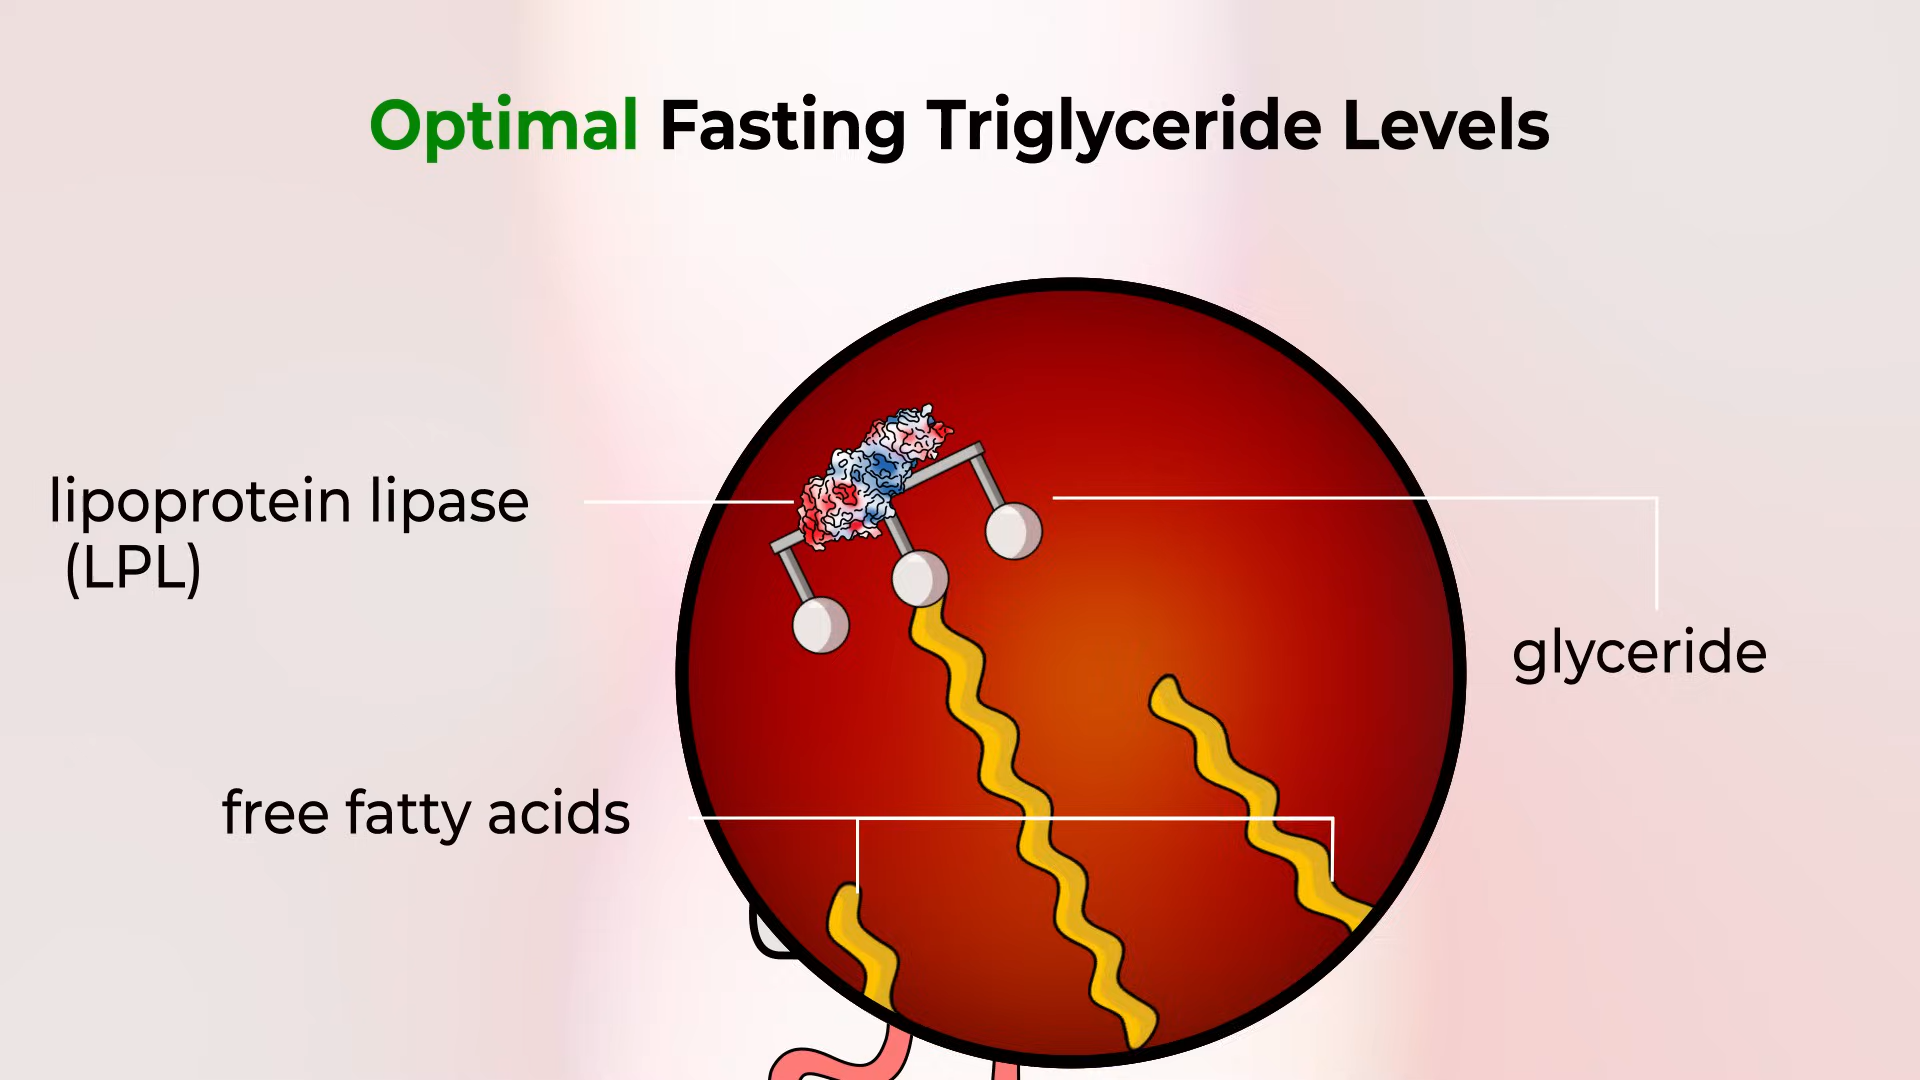 Optimal Fasting Triglyceride Levels
lipoprotein lipase
(LPL)
glyceride
free fatty acids